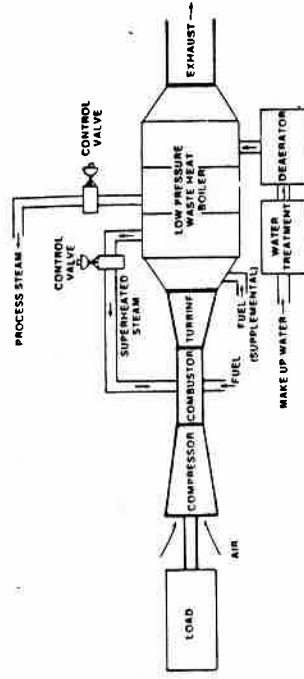 PROCESS STEAM
CONTROL
VALVE
CONTROL
VALVE
SUPERHEATED
STEAM
LOAD
AIR
COMPRESSOR
COMBUSTOR
FUEL
TURBINE
FUEL
(SUPPLEMENTAL)
LOW PRESSURE
WASTE HEAT
BOILER
EXHAUST
MAKE UP WATER
WATER
TREATMENT
DEAERATOR